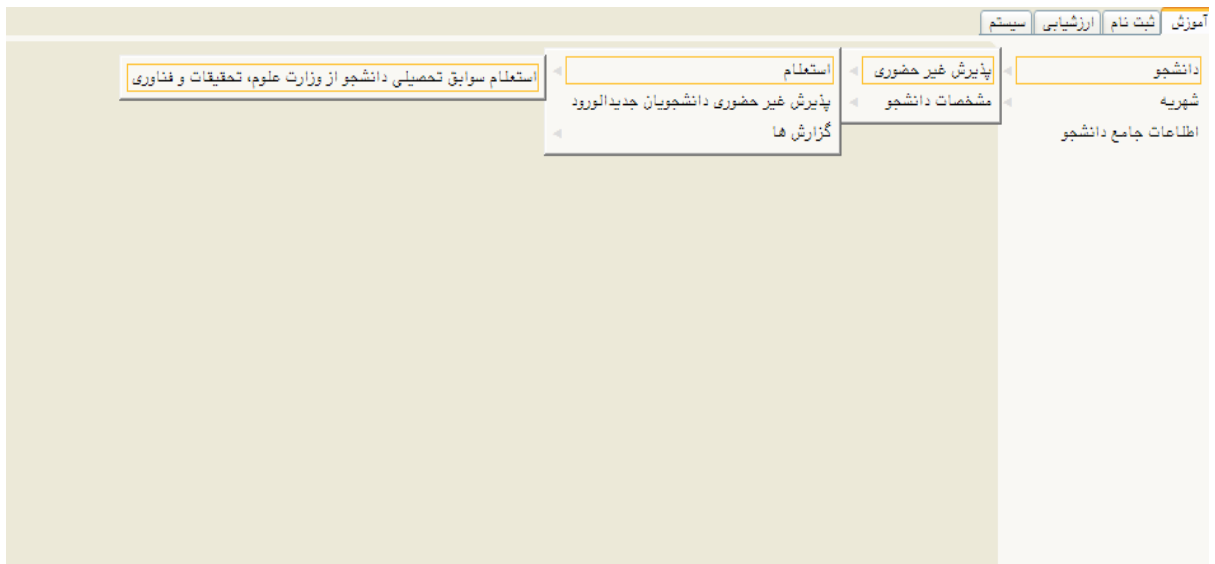 آموزش ثبت نام ارزشیابی سیستم
دانشجو
شهریه
اطلاعات جامع دانشجو
پذیرش غیر حضوری
مشخصات دانشجو
استعلام
پذیرش غیر حضوری دانشجویان جدیدالورود
گزارش ها
استعلام سوابق تحصیلی دانشجو از وزارت علوم، تحقیقات و فناوری